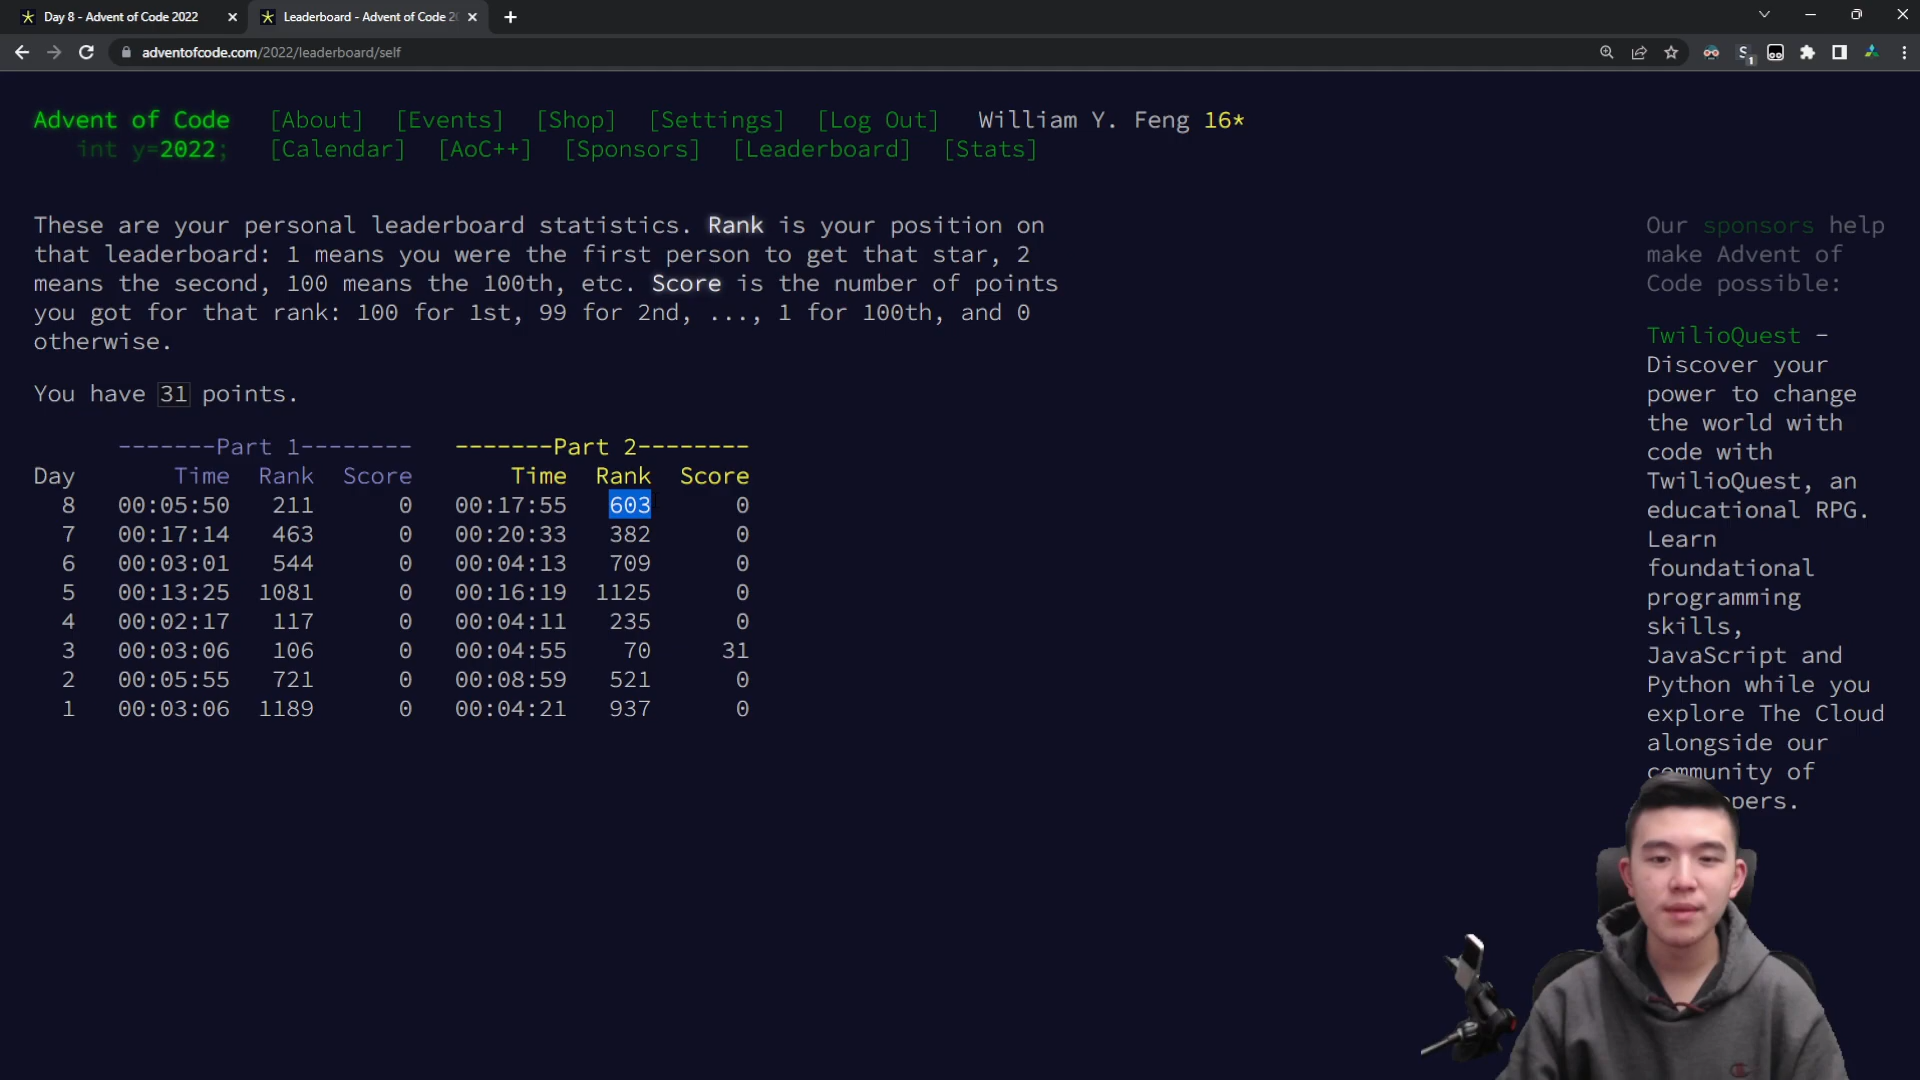 Day 8 - Advent of Code 2022
Leaderboard - Advent of Code 2
adventofcode.com/2022/leaderboard/self
Advent of Code [About] [Events] [Shop] [Settings] [Log Out] William Y. Feng 16*
int y=2022; [Calendar] [AoC++] [Sponsors] [Leaderboard] [Stats]
These are your personal leaderboard statistics. Rank is your position on
that leaderboard: 1 means you were the first person to get that star, 2
means the second, 100 means the 100th, etc. Score is the number of points
you got for that rank: 100 for 1st, 99 for 2nd, ..., 1 for 100th, and 0
otherwise.
You have 31 points.
-------Part 1-------- -------Part 2--------
Day Time Rank Score Time Rank Score
8 00:05:50 211 0 00:17:55 603 0
7 00:17:14 463 0 00:20:33 382 0
6 00:03:01 544 0 00:04:13 709 0
5 00:13:25 1081 0 00:16:19 1125 0
4 00:02:17 117 0 00:04:11 235 0
3 00:03:06 106 0 00:04:55 70 31
2 00:05:55 721 0 00:08:59 521 0
1 00:03:06 1189 0 00:04:21 937 0
Our sponsors help
make Advent of
Code possible:
TwilioQuest -
Discover your
power to change
the world with
code with
TwilioQuest, an
educational RPG.
Learn
foundational
programming
skills,
JavaScript and
Python while you
explore The Cloud
alongside our
community of
pers.